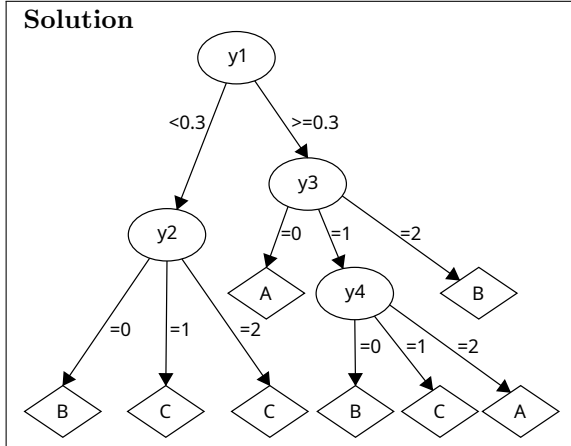 Solution
y1
<0.3
>=0.3
y3
y2
=0
=1
=2
A
y4
B
=0
=1
=2
=0
=1
=2
B
C
C
B
C
A